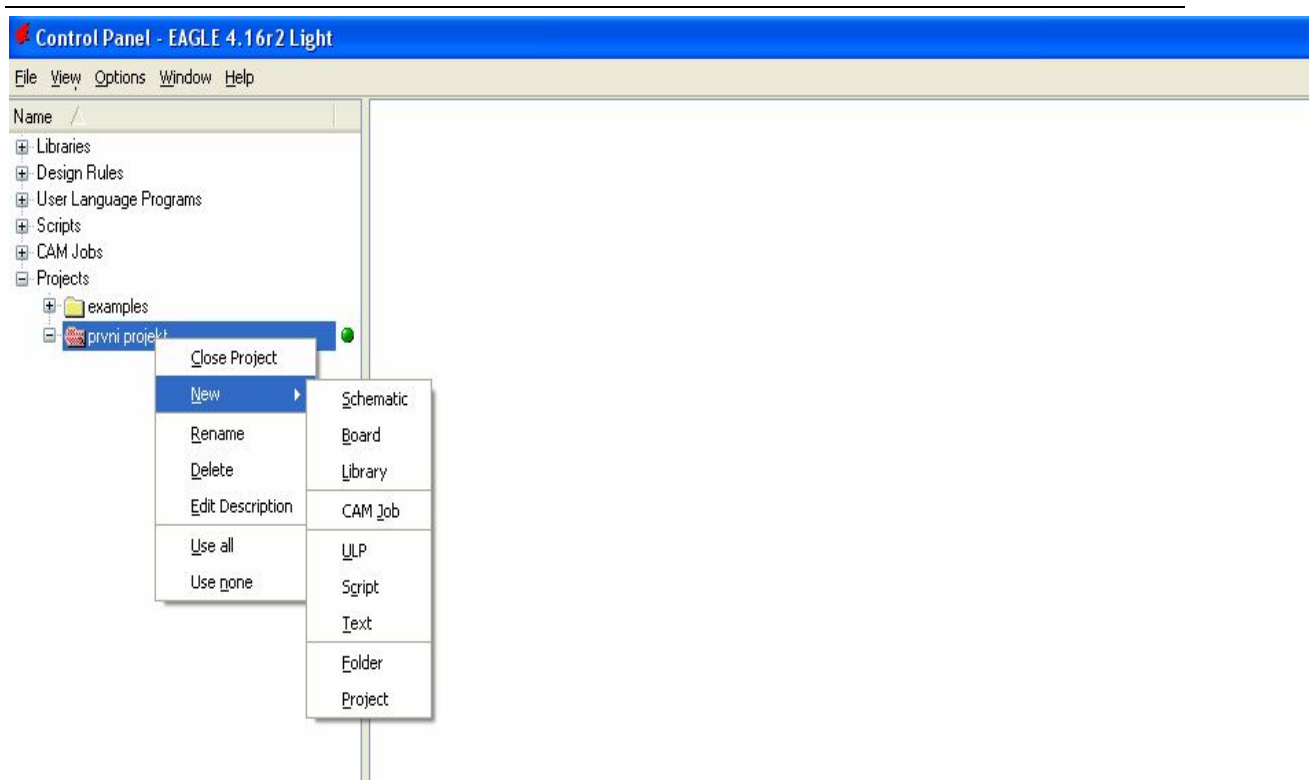 Control Panel - EAGLE 4.16r2 Light
File View Options Window Help
Name
Libraries
Design Rules
User Language Programs
Scripts
CAM Jobs
Projects
examples
prvni projekt
Close Project
New
Rename
Delete
Edit Description
Use all
Use none
Schematic
Board
Library
CAM Job
ULP
Script
Text
Folder
Project